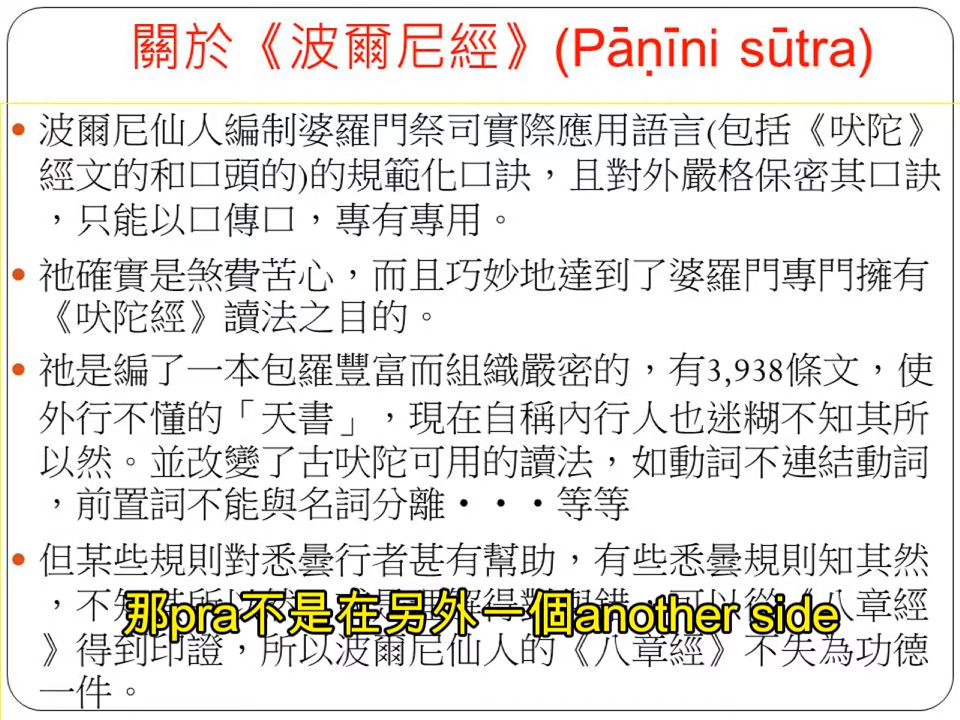 關於《波爾尼經》(Pāṇīni sūtra)
• 波爾尼仙人編制婆羅門祭司實際應用語言(包括《吠陀》
經文的和口頭的)的規範化口訣，且對外嚴格保密其口訣
，只能以口傳口，專有專用。
• 祂確實是煞費苦心，而且巧妙地達到了婆羅門專門擁有
《吠陀經》讀法之目的。
• 祂是編了一本包羅豐富而組織嚴密的，有3,938條文，使
外行不懂的「天書」，現在自稱內行人也迷糊不知其所
以然。並改變了古吠陀可用的讀法，如動詞不連結動詞
，前置詞不能與名詞分離・・・等等
• 但某些規則對悉曇行者甚有幫助，有些悉曇規則知其然
，不知其所以然 可以從《八章經
那pra不是在另外一個another side
》得到印證，所以波爾尼仙人的《八章經》不失為功德
一件。